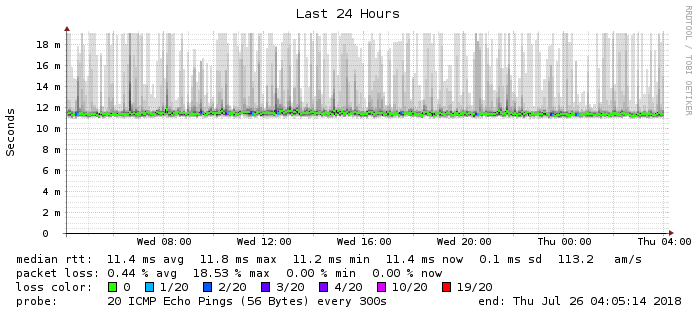 Last 24 Hours
RRDTOOL / TOBI OETIKER
Seconds
18 m
16 m
14 m
12 m
10 m
8 m
6 m
4 m
2 m
0
Wed 08:00 Wed 12:00 Wed 16:00 Wed 20:00 Thu 00:00 Thu 04:00
median rtt: 11.4 ms avg 11.8 ms max 11.2 ms min 11.4 ms now 0.1 ms sd 113.2 am/s
packet loss: 0.44 % avg 18.53 % max 0.00 % min 0.00 % now
loss color: 0 1/20 2/20 3/20 4/20 10/20 19/20
probe: 20 ICMP Echo Pings (56 Bytes) every 300s end: Thu Jul 26 04:05:14 2018